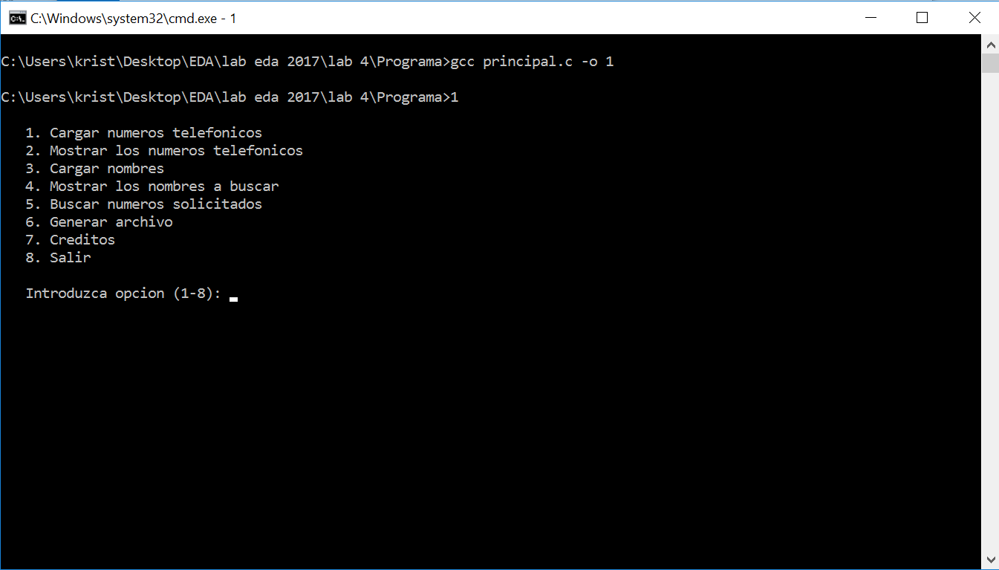 C:\Windows\system32\cmd.exe - 1
C:\Users\krist\Desktop\EDA\lab eda 2017\lab 4\Programa>gcc principal.c -o 1
C:\Users\krist\Desktop\EDA\lab eda 2017\lab 4\Programa>1
1. Cargar numeros telefonicos
2. Mostrar los numeros telefonicos
3. Cargar nombres
4. Mostrar los nombres a buscar
5. Buscar numeros solicitados
6. Generar archivo
7. Creditos
8. Salir
Introduzca opcion (1-8):